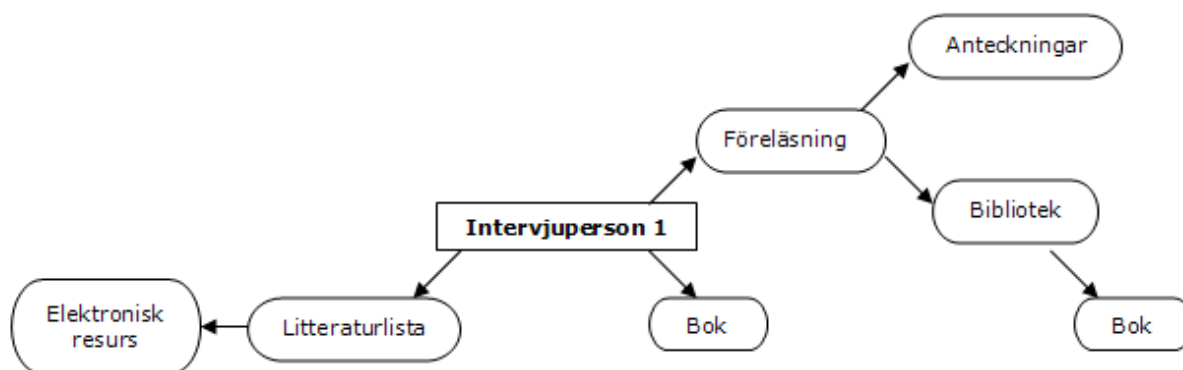 Anteckningar
Föreläsning
Bibliotek
Intervjuperson 1
Elektronisk
resurs
Litteraturlista
Bok
Bok